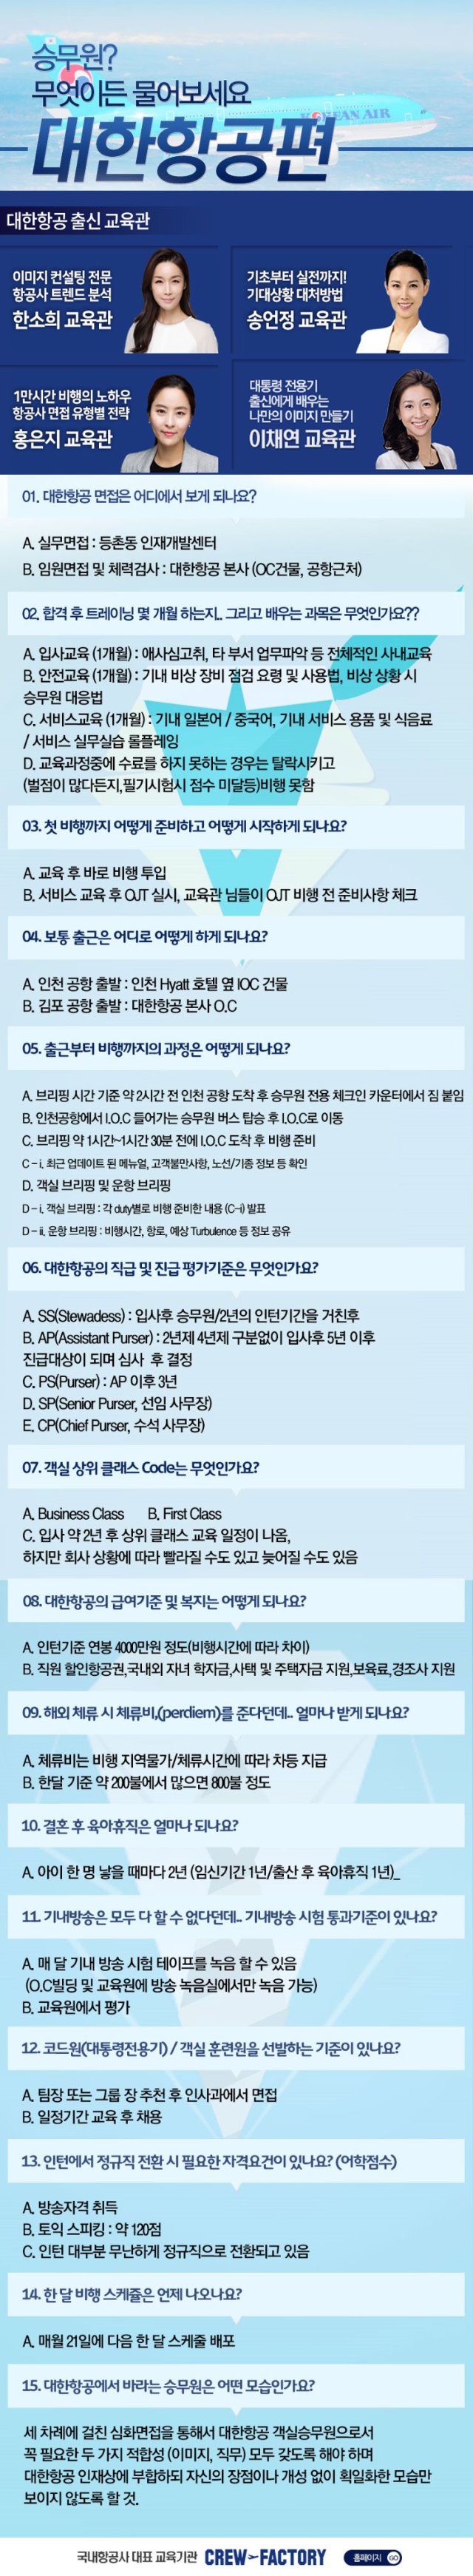 승무원?
무엇이든 물어보세요
KOREAN AIR
대한항공편
대한항공 출신 교육관
이미지 컨설팅 전문
항공사 트렌드 분석
한소희 교육관
기초부터 실전까지!
기내상황 대처방법
송언정 교육관
1만시간 비행의 노하우
항공사 면접 유형별 전략
홍은지 교육관
대통령 전용기
출신에게 배우는
나만의 이미지 만들기
이채연 교육관
01. 대한항공 면접은 어디에서 보게 되나요?
A. 실무면접 : 등촌동 인재개발센터
B. 임원면접 및 체력검사 : 대한항공 본사 (OC건물, 공항근처)
02. 합격 후 트레이닝 몇 개월 하는지.. 그리고 배우는 과목은 무엇인가요??
A. 입사교육 (1개월) : 애사심고취, 타 부서 업무파악 등 전체적인 사내교육
B. 안전교육 (1개월) : 기내 비상 장비 점검 요령 및 사용법, 비상 상황 시
승무원 대응법
C. 서비스교육 (1개월) : 기내 일본어 / 중국어, 기내 서비스 용품 및 식음료
/ 서비스 실무실습 롤플레잉
D. 교육과정중에 수료를 하지 못하는 경우는 탈락시키고
(벌점이 많다든지,필기시험시 점수 미달등)비행 못함
03. 첫 비행까지 어떻게 준비하고 어떻게 시작하게 되나요?
A. 교육 후 바로 비행 투입
B. 서비스 교육 후 OJT 실시, 교육관 님들이 OJT 비행 전 준비사항 체크
04. 보통 출근은 어디로 어떻게 하게 되나요?
A. 인천 공항 출발 : 인천 Hyatt 호텔 옆 IOC 건물
B. 김포 공항 출발 : 대한항공 본사 O.C
05. 출근부터 비행까지의 과정은 어떻게 되나요?
A. 브리핑 시간 기준 약 2시간 전 인천 공항 도착 후 승무원 전용 체크인 카운터에서 짐 붙임
B. 인천공항에서 I.O.C 들어가는 승무원 버스 탑승 후 I.O.C로 이동
C. 브리핑 약 1시간~1시간 30분 전에 I.O.C 도착 후 비행 준비
C - i. 최근 업데이트 된 메뉴얼, 고객불만사항, 노선/기종 정보 등 확인
D. 객실 브리핑 및 운항 브리핑
D - i. 객실 브리핑 : 각 duty별로 비행 준비한 내용 (C-i) 발표
D - ii. 운항 브리핑 : 비행시간, 항로, 예상 Turbulence 등 정보 공유
06. 대한항공의 직급 및 진급 평가기준은 무엇인가요?
A. SS(Stewadess) : 입사후 승무원/2년의 인턴기간을 거친후
B. AP(Assistant Purser) : 2년제 4년제 구분없이 입사후 5년 이후
진급대상이 되며 심사 후 결정
C. PS(Purser) : AP 이후 3년
D. SP(Senior Purser, 선임 사무장)
E. CP(Chief Purser, 수석 사무장)
07. 객실 상위 클래스 Code는 무엇인가요?
A. Business Class B. First Class
C. 입사 약 2년 후 상위 클래스 교육 일정이 나옴,
하지만 회사 상황에 따라 빨라질 수도 있고 늦어질 수도 있음
08. 대한항공의 급여기준 및 복지는 어떻게 되나요?
A. 인턴기준 연봉 4000만원 정도(비행시간에 따라 차이)
B. 직원 할인항공권,국내외 자녀 학자금,사택 및 주택자금 지원,보육료,경조사 지원
09. 해외 체류 시 체류비,(perdiem)를 준다던데.. 얼마나 받게 되나요?
A. 체류비는 비행 지역물가/체류시간에 따라 차등 지급
B. 한달 기준 약 200불에서 많으면 800불 정도
10. 결혼 후 육아휴직은 얼마나 되나요?
A. 아이 한 명 낳을 때마다 2년 (임신기간 1년/출산 후 육아휴직 1년)_
11. 기내방송은 모두 다 할 수 없다던데.. 기내방송 시험 통과기준이 있나요?
A. 매 달 기내 방송 시험 테이프를 녹음 할 수 있음
(O.C빌딩 및 교육원에 방송 녹음실에서만 녹음 가능)
B. 교육원에서 평가
12. 코드원(대통령전용기) / 객실 훈련원을 선발하는 기준이 있나요?
A. 팀장 또는 그룹 장 추천 후 인사과에서 면접
B. 일정기간 교육 후 채용
13. 인턴에서 정규직 전환 시 필요한 자격요건이 있나요? (어학점수)
A. 방송자격 취득
B. 토익 스피킹 : 약 120점
C. 인턴 대부분 무난하게 정규직으로 전환되고 있음
14. 한 달 비행 스케쥴은 언제 나오나요?
A. 매월 21일에 다음 한 달 스케줄 배포
15. 대한항공에서 바라는 승무원은 어떤 모습인가요?
세 차례에 걸친 심화면접을 통해서 대한항공 객실승무원으로서
꼭 필요한 두 가지 적합성 (이미지, 직무) 모두 갖도록 해야 하며
대한항공 인재상에 부합하되 자신의 장점이나 개성 없이 획일화한 모습만
보이지 않도록 할 것.
국내항공사 대표 교육기관 CREW FACTORY 홈페이지 GO